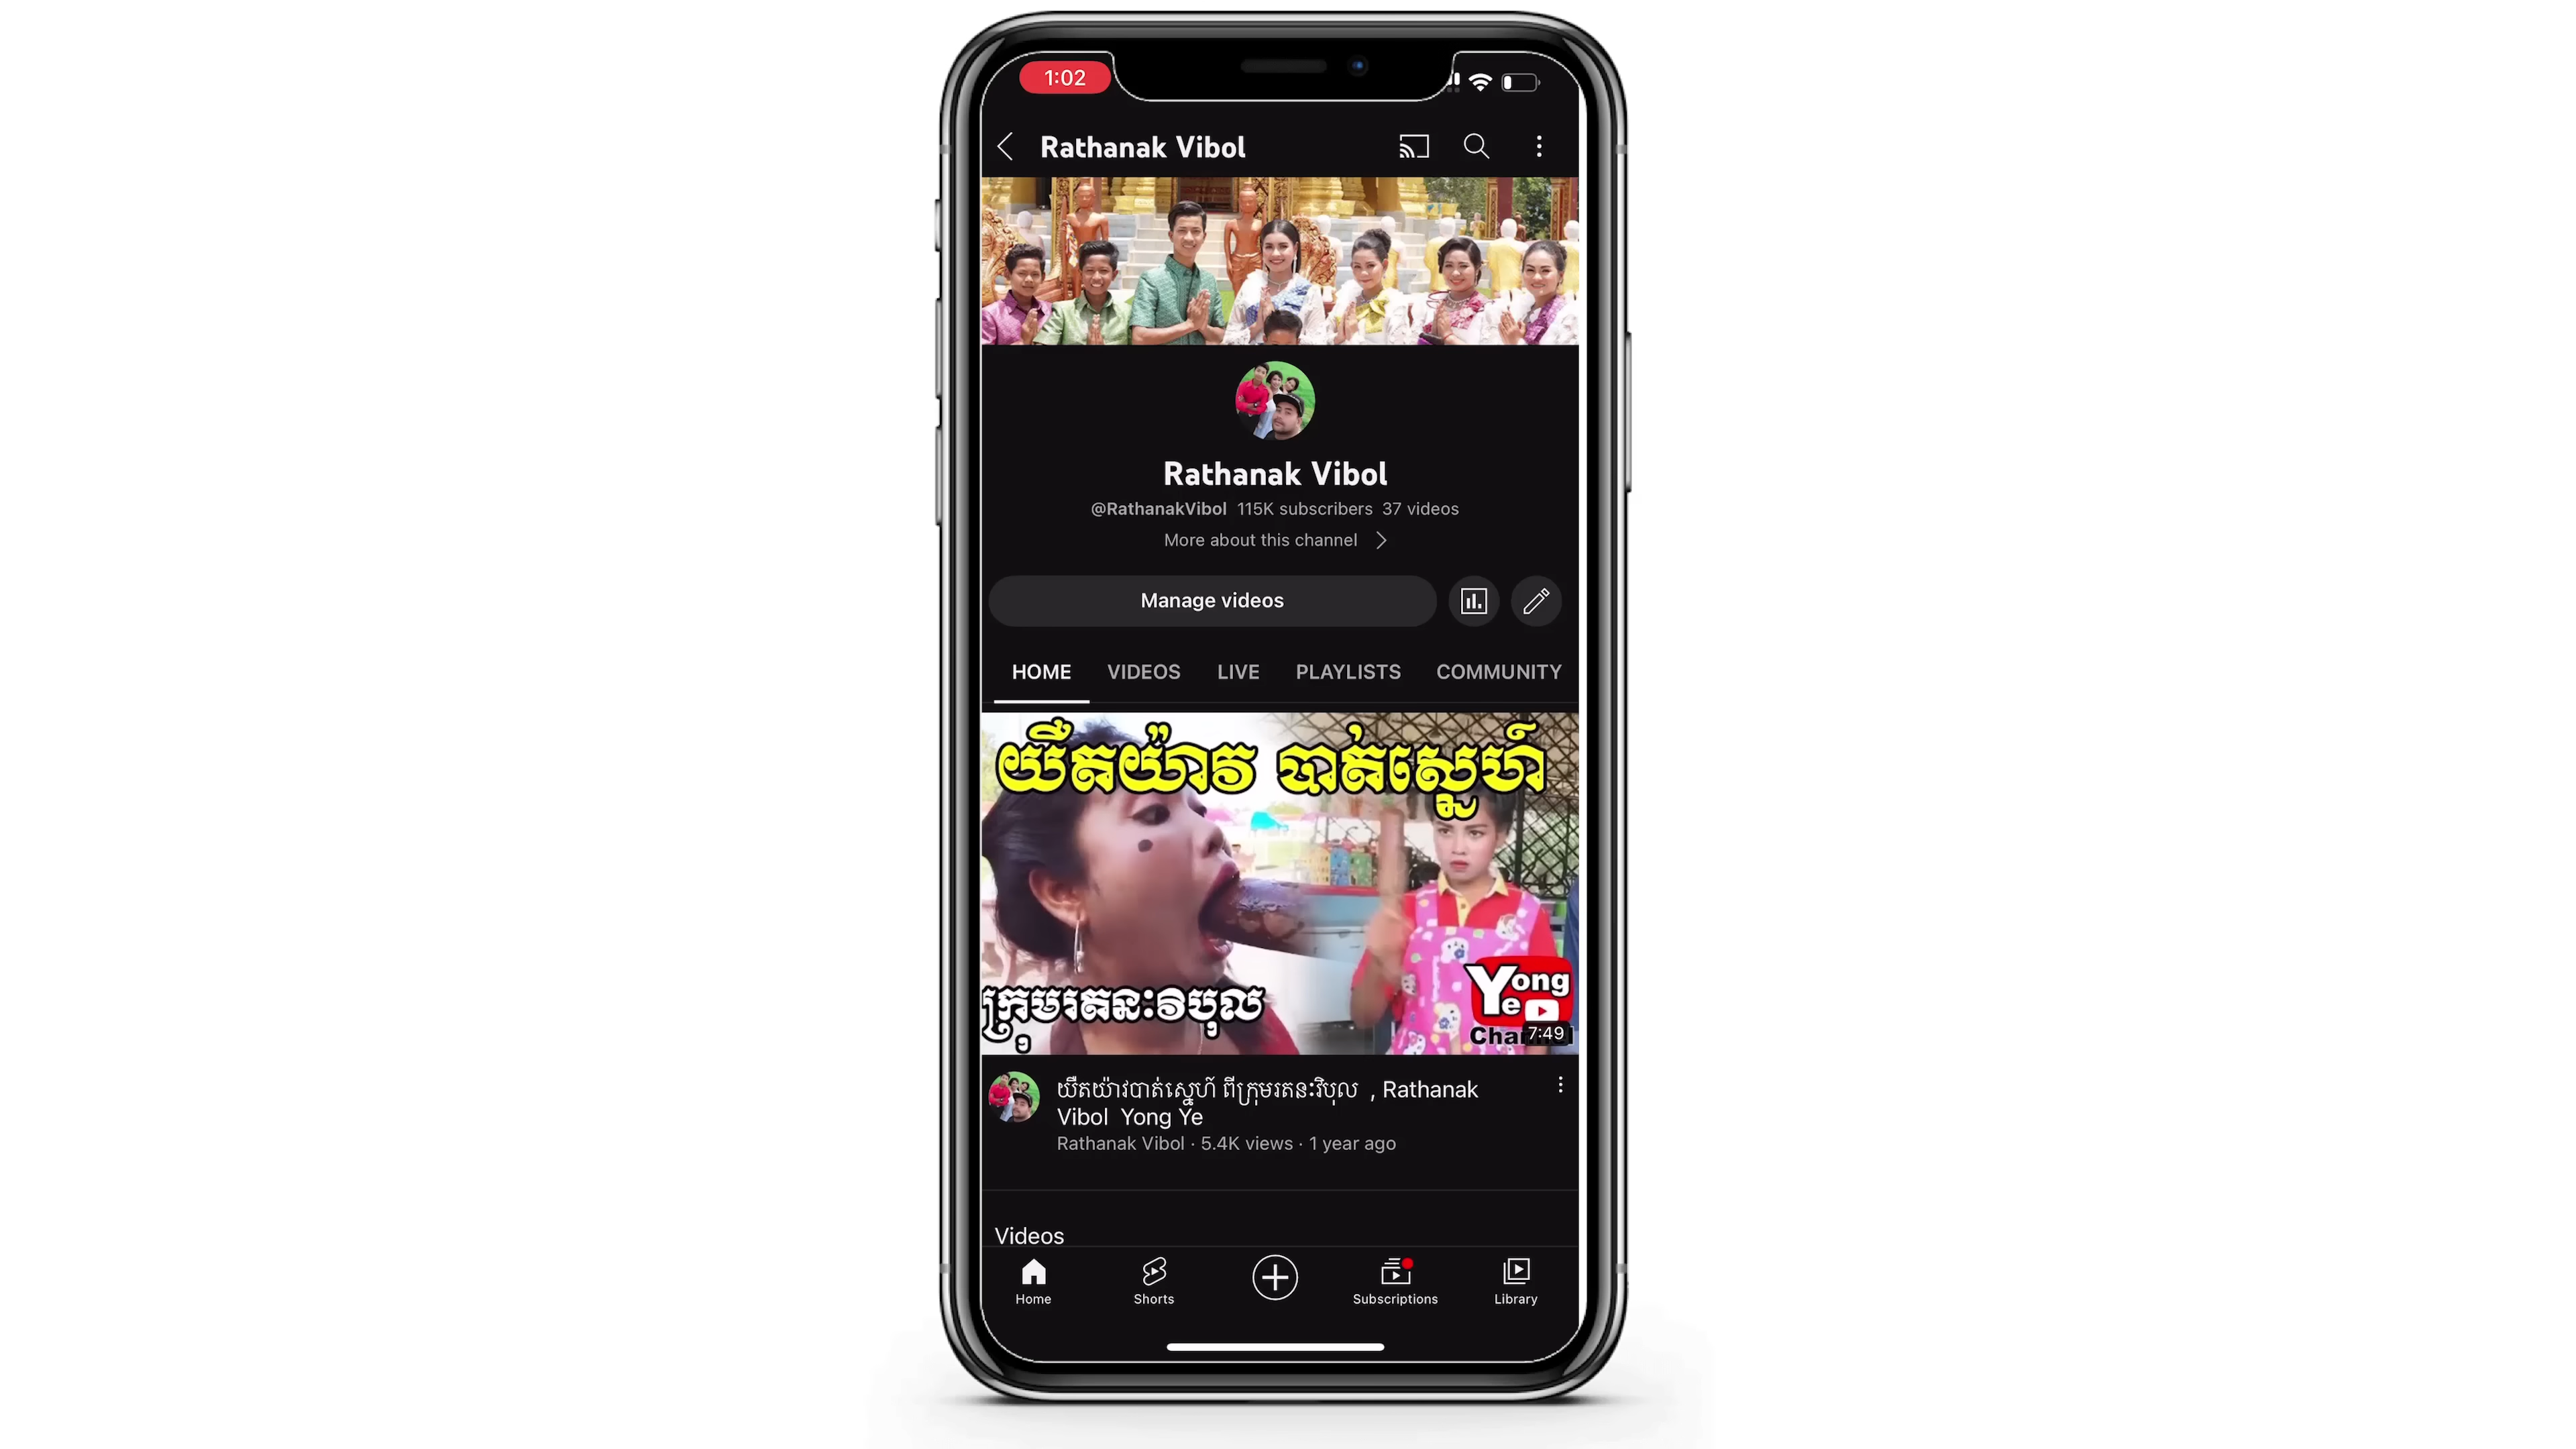 1:02
Rathanak Vibol
Rathanak Vibol
@RathanakVibol 115K subscribers 37 videos
More about this channel
Manage videos
HOME VIDEOS LIVE PLAYLISTS COMMUNITY
យឺតយ៉ាវ បាត់ស្នេហ៍
ក្រុមរតនៈវិបុល
Yong
Ye
Channel
7:49
យឺតយ៉ាវបាត់ស្នេហ៍ ពីក្រុមរតនៈវិបុល , Rathanak
Vibol Yong Ye
Rathanak Vibol · 5.4K views · 1 year ago
Videos
Home Shorts Subscriptions Library